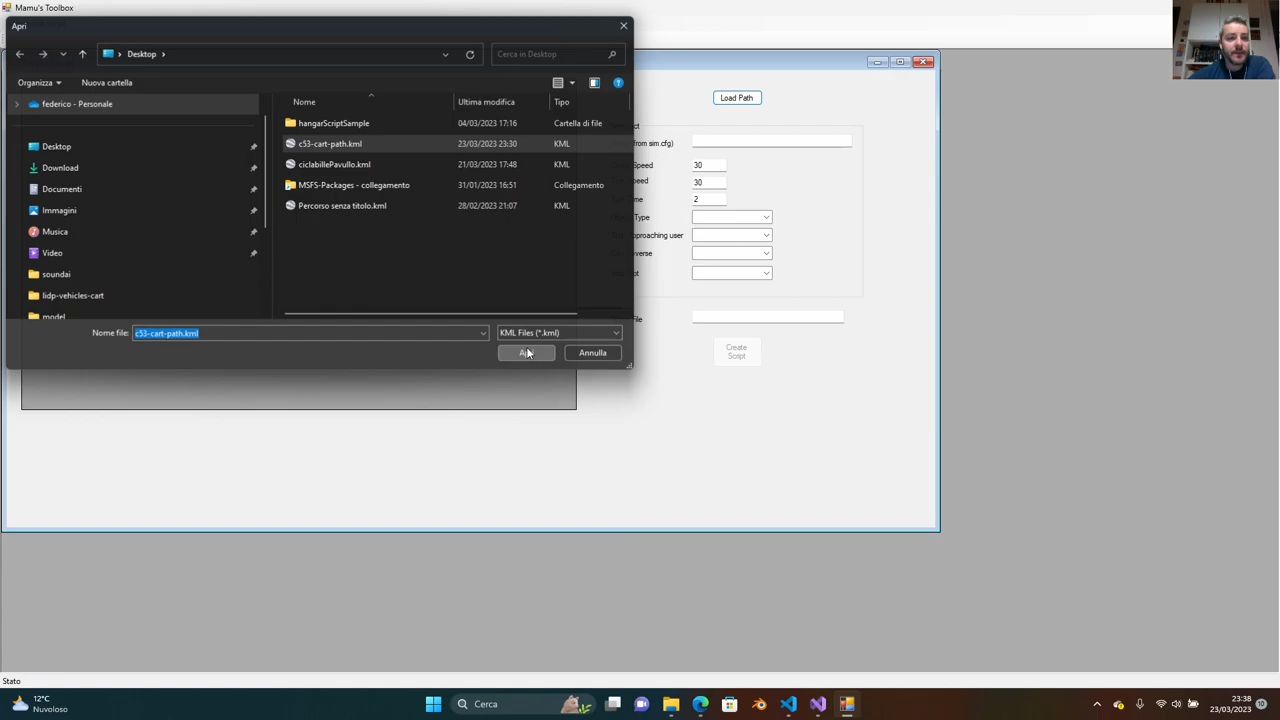 Mamu's Toolbox
Apri
Desktop
Cerca in Desktop
Organizza
Nuova cartella
Load Path
federico - Personale
Nome
Ultima modifica
Tipo
hangarScriptSample
04/03/2023 17:16
Cartella di file
from sim.cfg)
Desktop
c53-cart-path.kml
23/03/2023 23:30
KML
Download
ciclabillePavullo.kml
21/03/2023 17:48
KML
Speed
30
Documenti
MSFS-Packages - collegamento
31/01/2023 16:51
Collegamento
30
Immagini
Percorso senza titolo.kml
28/02/2023 21:07
KML
2
Musica
Type
Video
approaching user
soundai
lidp-vehicles-cart
model
File
Nome file:
c53-cart-path.kml
KML Files (*.kml)
Annulla
Create
Script
Stato
12°C
Nuvoloso
Cerca
23:38
23/03/2023